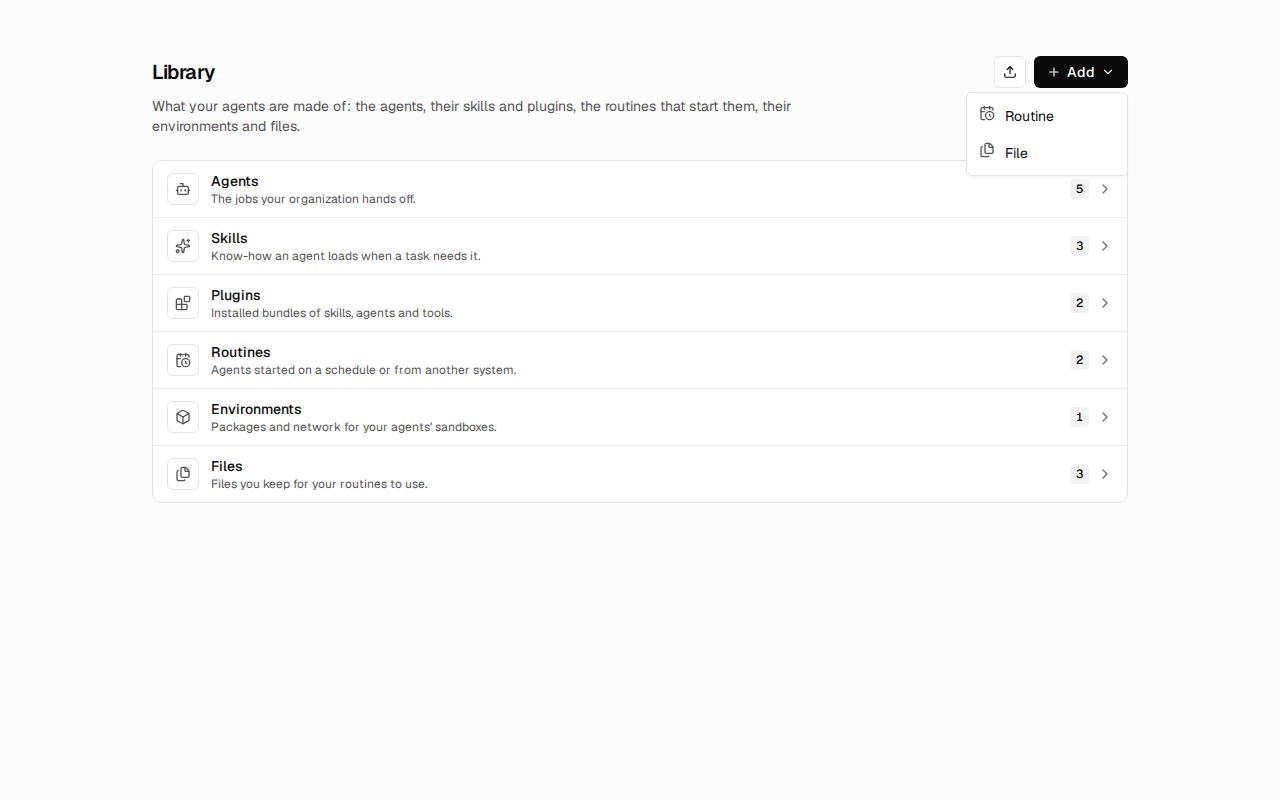 Library
Add
What your agents are made of: the agents, their skills and plugins, the routines that start them, their
environments and files.
Routine
File
Agents
The jobs your organization hands off.
5
Skills
Know-how an agent loads when a task needs it.
3
Plugins
Installed bundles of skills, agents and tools.
2
Routines
Agents started on a schedule or from another system.
2
Environments
Packages and network for your agents' sandboxes.
1
Files
Files you keep for your routines to use.
3